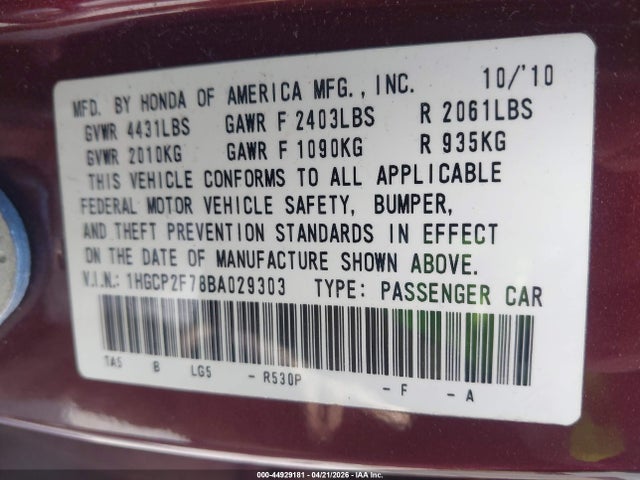 MFD. BY HONDA OF AMERICA MFG., INC. 10/'10
GVWR 4431LBS GAWR F 2403LBS R 2061LBS
GVWR 2010KG GAWR F 1090KG R 935KG
THIS VEHICLE CONFORMS TO ALL APPLICABLE
FEDERAL MOTOR VEHICLE SAFETY, BUMPER,
AND THEFT PREVENTION STANDARDS IN EFFECT
ON THE DATE OF MANUFACTURE SHOWN ABOVE.
V.I.N.: 1HGCP2F78BA029303 TYPE: PASSENGER CAR
TA5 B LG5 - R530P - F - A
000-44929181 - 04/21/2026 - IAA Inc.